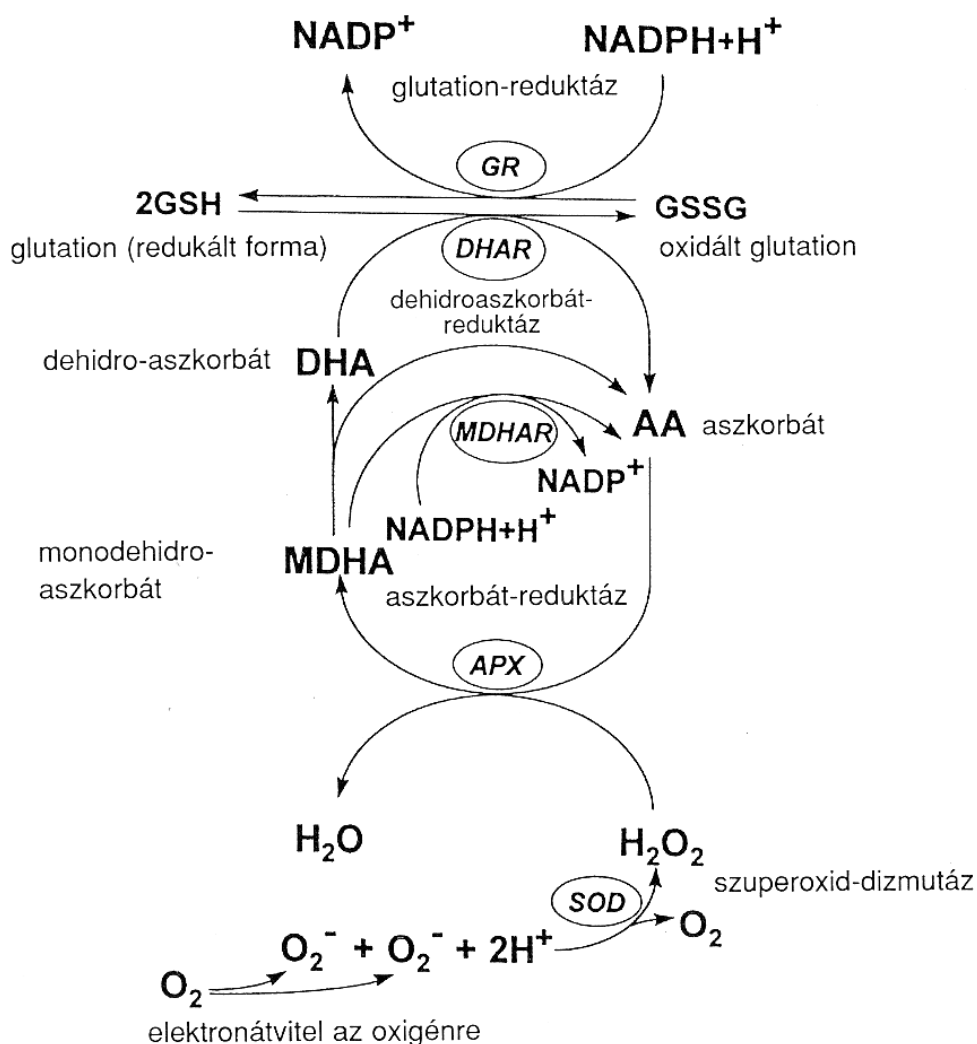 NADP⁺ NADPH+H⁺
glutation-reduktáz
GR
2GSH GSSG
glutation (redukált forma) oxidált glutation
DHAR
dehidroaszkorbát-
reduktáz
dehidro-aszkorbát DHA
AA aszkorbát
MDHAR
NADP⁺
NADPH+H⁺
monodehidro-
aszkorbát
MDHA
aszkorbát-reduktáz
APX
H₂O H₂O₂
szuperoxid-dizmutáz
SOD
O₂
O₂⁻ + O₂⁻ + 2H⁺
O₂
elektronátvitel az oxigénre